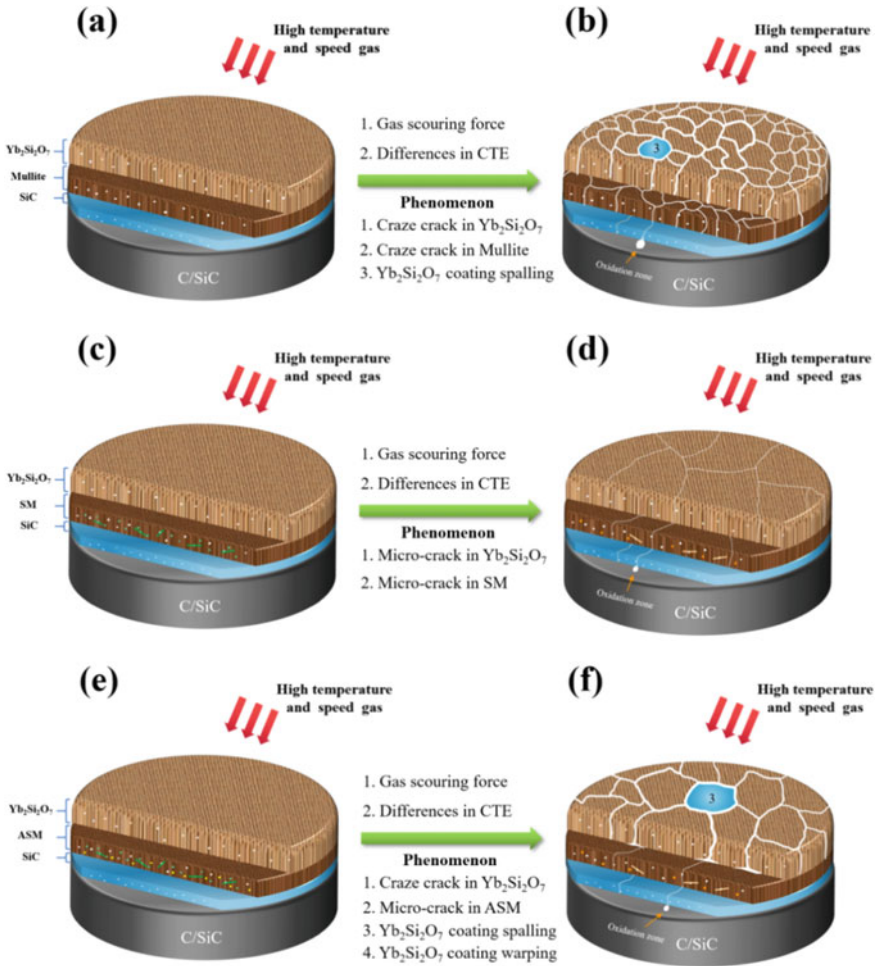 (a)
High temperature
and speed gas
Yb₂Si₂O₇
Mullite
SiC
C/SiC
1. Gas scouring force
2. Differences in CTE
Phenomenon
1. Craze crack in Yb₂Si₂O₇
2. Craze crack in Mullite
3. Yb₂Si₂O₇ coating spalling
(b)
High temperature
and speed gas
3
Oxidation zone
C/SiC
(c)
High temperature
and speed gas
Yb₂Si₂O₇
SM
SiC
C/SiC
1. Gas scouring force
2. Differences in CTE
Phenomenon
1. Micro-crack in Yb₂Si₂O₇
2. Micro-crack in SM
(d)
High temperature
and speed gas
Oxidation zone
C/SiC
(e)
High temperature
and speed gas
Yb₂Si₂O₇
ASM
SiC
C/SiC
1. Gas scouring force
2. Differences in CTE
Phenomenon
1. Craze crack in Yb₂Si₂O₇
2. Micro-crack in ASM
3. Yb₂Si₂O₇ coating spalling
4. Yb₂Si₂O₇ coating warping
(f)
High temperature
and speed gas
3
Oxidation zone
C/SiC